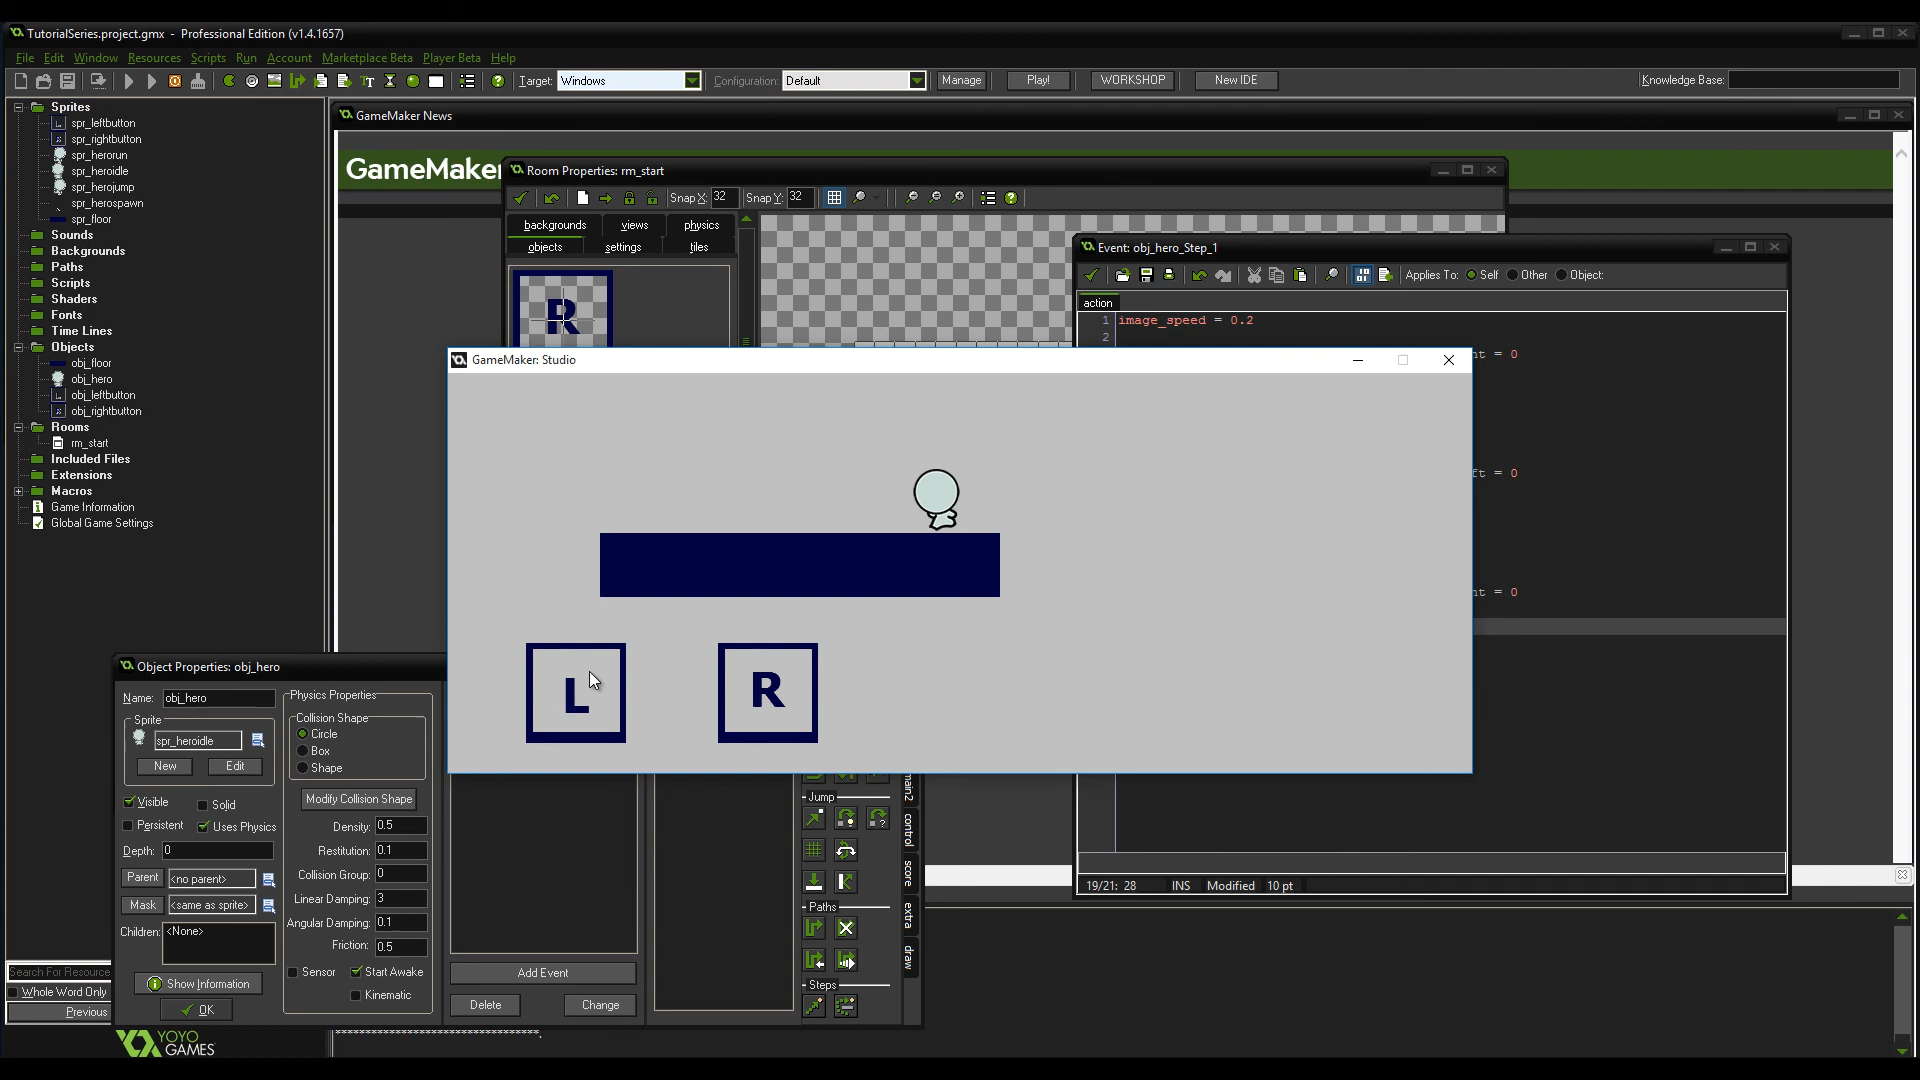 TutorialSeries.project.gmx - Professional Edition (v1.4.1657)
File Edit Window Resources Scripts Run Account Marketplace Beta Player Beta Help
Target: Windows Configuration: Default Manage Play! WORKSHOP New IDE Knowledge Base:
Sprites
spr_leftbutton
spr_rightbutton
spr_herorun
spr_heroidle
spr_herojump
spr_herospawn
spr_floor
Sounds
Backgrounds
Paths
Scripts
Shaders
Fonts
Time Lines
Objects
obj_floor
obj_hero
obj_leftbutton
obj_rightbutton
Rooms
rm_start
Included Files
Extensions
Macros
Game Information
Global Game Settings
Search For Resource
Whole Word Only
Previous
YOYO
GAMES
GameMaker News
GameMaker
Room Properties: rm_start
Snap X: 32 Snap Y: 32
backgrounds views physics
objects settings tiles
R
Event: obj_hero_Step_1
Applies To: Self Other Object:
action
1 image_speed = 0.2
2
nt = 0
ft = 0
nt = 0
19/21: 28 INS Modified 10 pt
GameMaker: Studio
L R
Object Properties: obj_hero
Name: obj_hero
Sprite
spr_heroidle
New Edit
Visible Solid
Persistent Uses Physics
Depth: 0
Parent <no parent>
Mask <same as sprite>
Children: <None>
Show Information
OK
Physics Properties
Collision Shape
Circle
Box
Shape
Modify Collision Shape
Density: 0.5
Restitution: 0.1
Collision Group: 0
Linear Damping: 3
Angular Damping: 0.1
Friction: 0.5
Sensor Start Awake
Kinematic
Add Event
Delete Change
Jump
Paths
Steps
main2
control
score
extra
draw